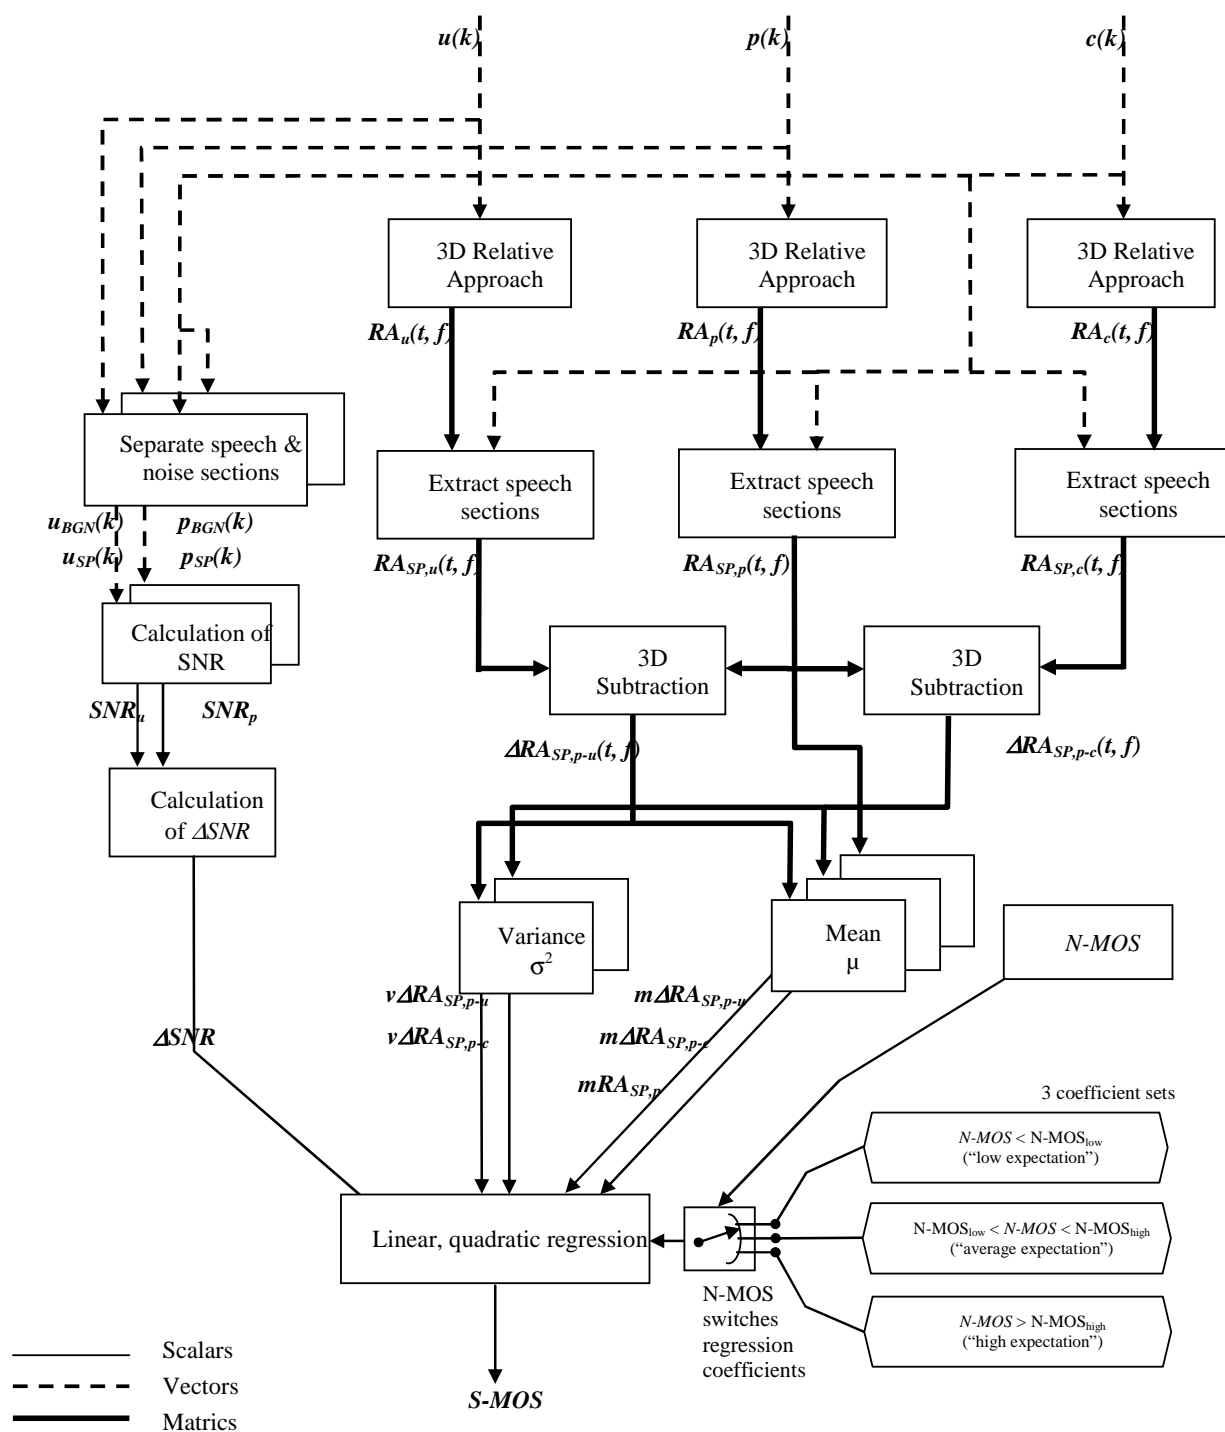 u(k)
p(k)
c(k)
3D Relative
Approach
3D Relative
Approach
3D Relative
Approach
RAu(t, f)
RAp(t, f)
RAc(t, f)
Separate speech &
noise sections
Extract speech
sections
Extract speech
sections
Extract speech
sections
uBGN(k)
pBGN(k)
uSP(k)
pSP(k)
RASP,u(t, f)
RASP,p(t, f)
RASP,c(t, f)
Calculation of
SNR
3D
Subtraction
3D
Subtraction
SNRu
SNRp
ΔRASP,p-u(t, f)
ΔRASP,p-c(t, f)
Calculation
of ΔSNR
Variance
σ2
Mean
μ
N-MOS
vΔRASP,p-u
mΔRASP,p-u
ΔSNR
vΔRASP,p-c
mΔRASP,p-c
mRASP,p
3 coefficient sets
N-MOS < N-MOSlow
(“low expectation”)
Linear, quadratic regression
N-MOSlow < N-MOS < N-MOShigh
(“average expectation”)
N-MOS
switches
regression
coefficients
N-MOS > N-MOShigh
(“high expectation”)
Scalars
Vectors
Matrics
S-MOS